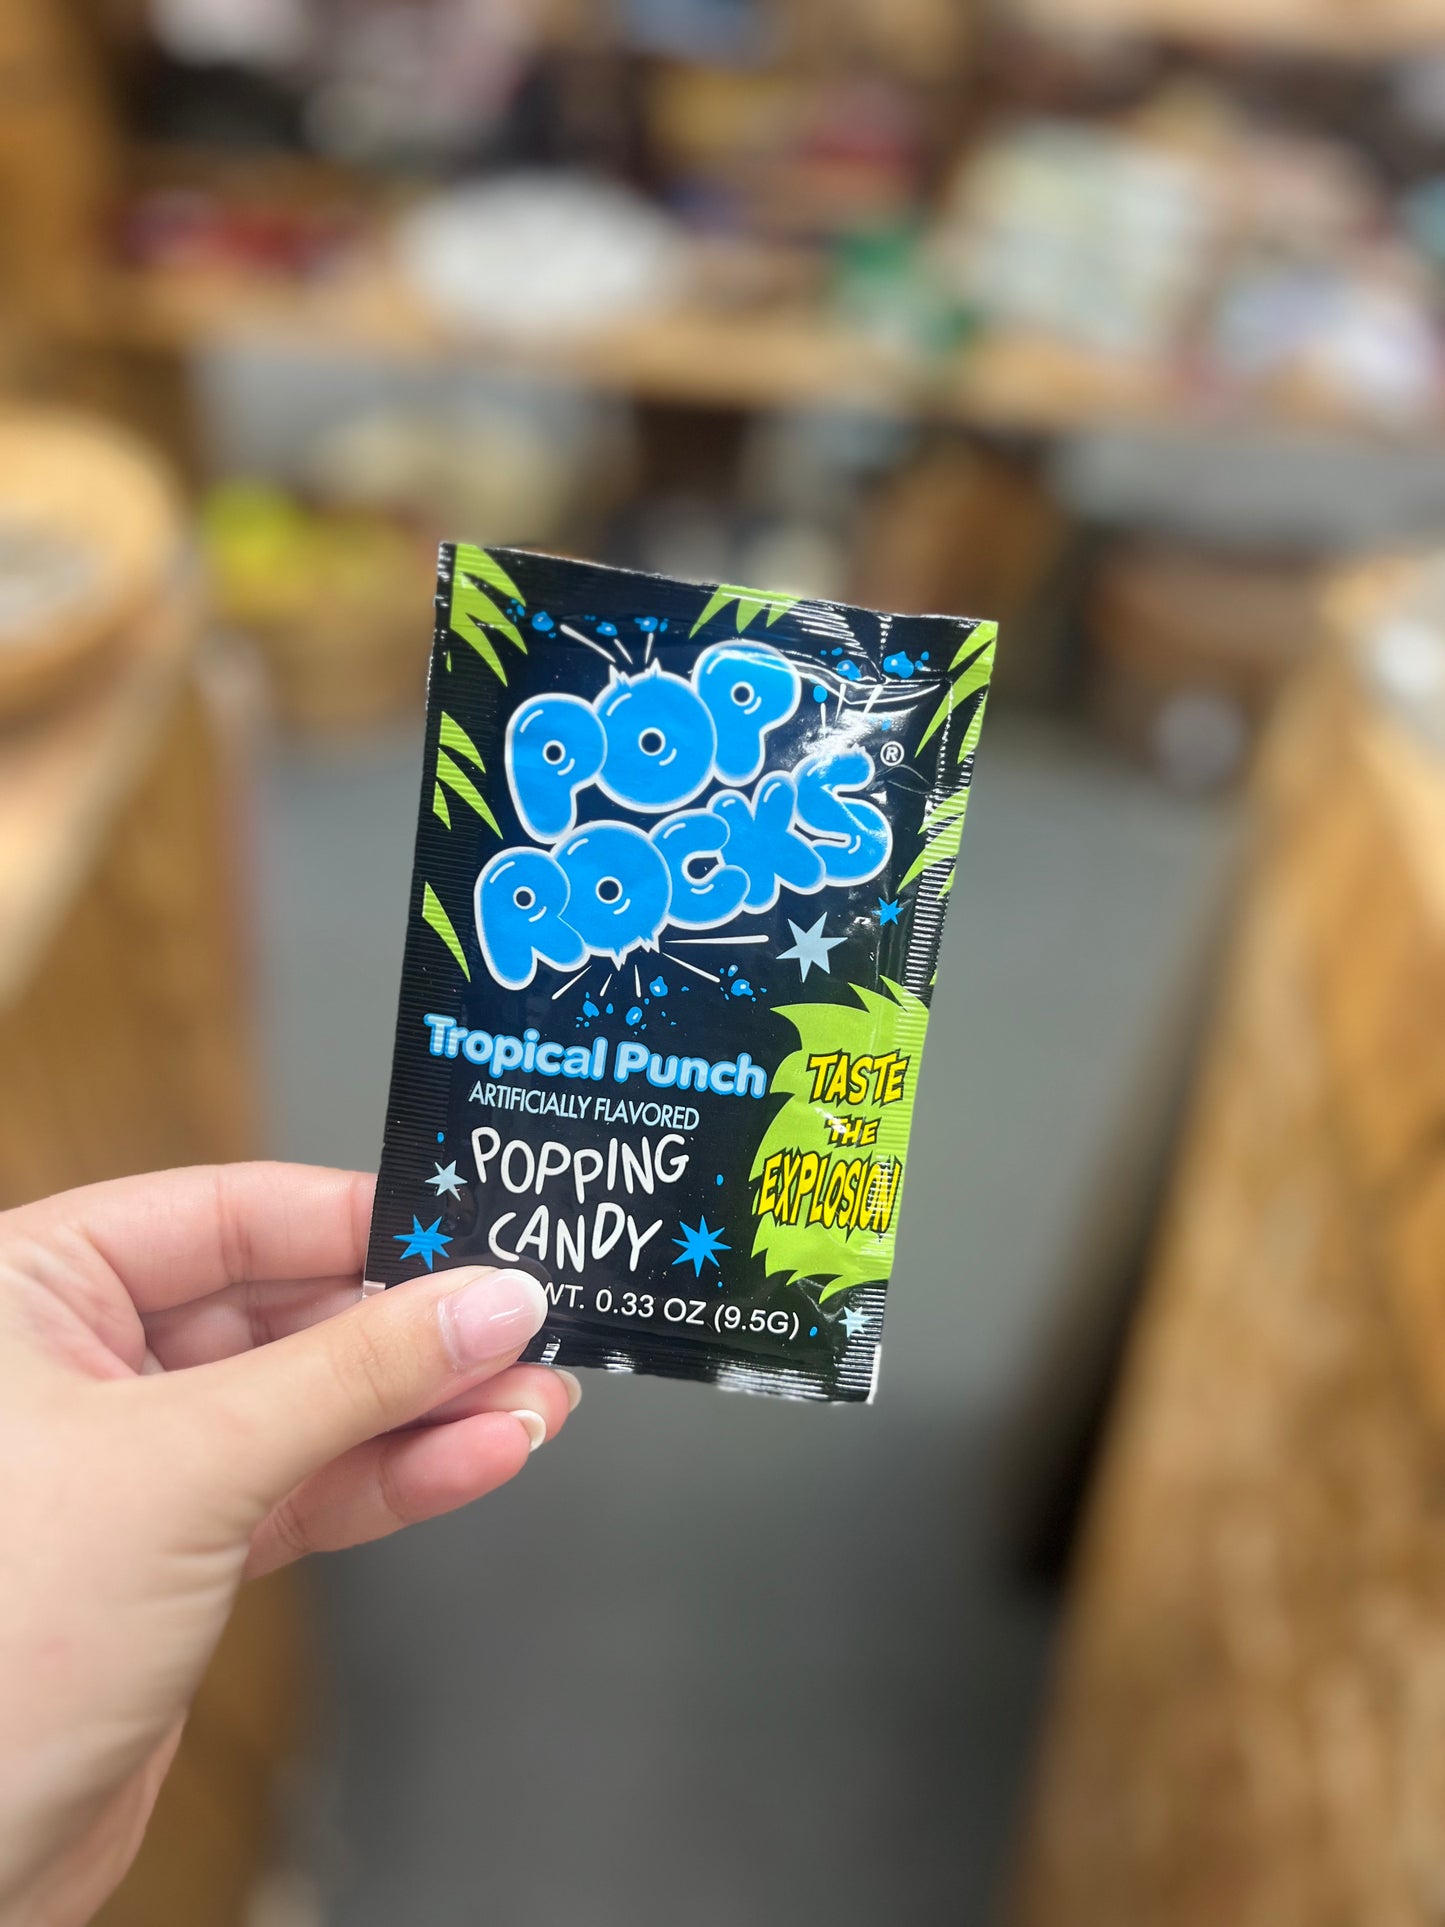 POP
ROCKS®
Tropical Punch
ARTIFICIALLY FLAVORED
POPPING
CANDY
TASTE
THE
EXPLOSION
WT. 0.33 OZ (9.5G)